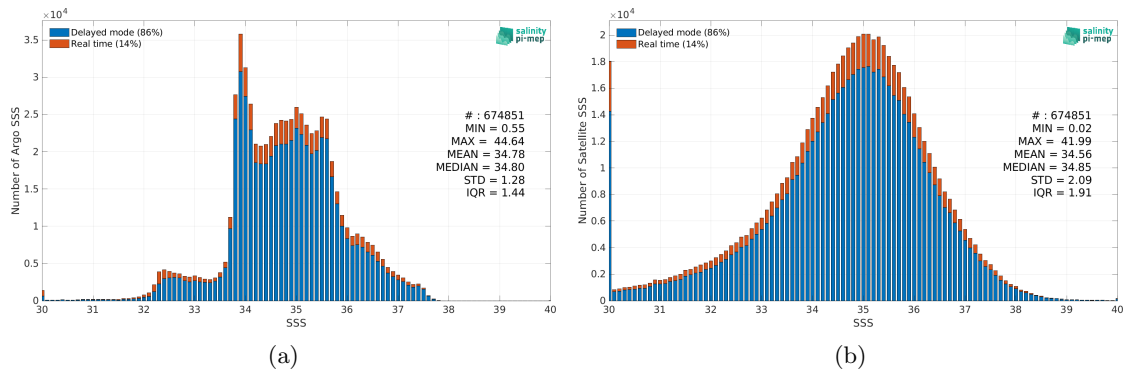 ×10^4
Delayed mode (86%)
Real time (14%)
salinity
pi-mep
# : 674851
MIN = 0.55
MAX = 44.64
MEAN = 34.78
MEDIAN = 34.80
STD = 1.28
IQR = 1.44
Number of Argo SSS
3.5
3
2.5
2
1.5
1
0.5
0
30 31 32 33 34 35 36 37 38 39 40
SSS
(a)
×10^4
Delayed mode (86%)
Real time (14%)
salinity
pi-mep
# : 674851
MIN = 0.02
MAX = 41.99
MEAN = 34.56
MEDIAN = 34.85
STD = 2.09
IQR = 1.91
Number of Satellite SSS
2
1.8
1.6
1.4
1.2
1
0.8
0.6
0.4
0.2
0
30 31 32 33 34 35 36 37 38 39 40
SSS
(b)